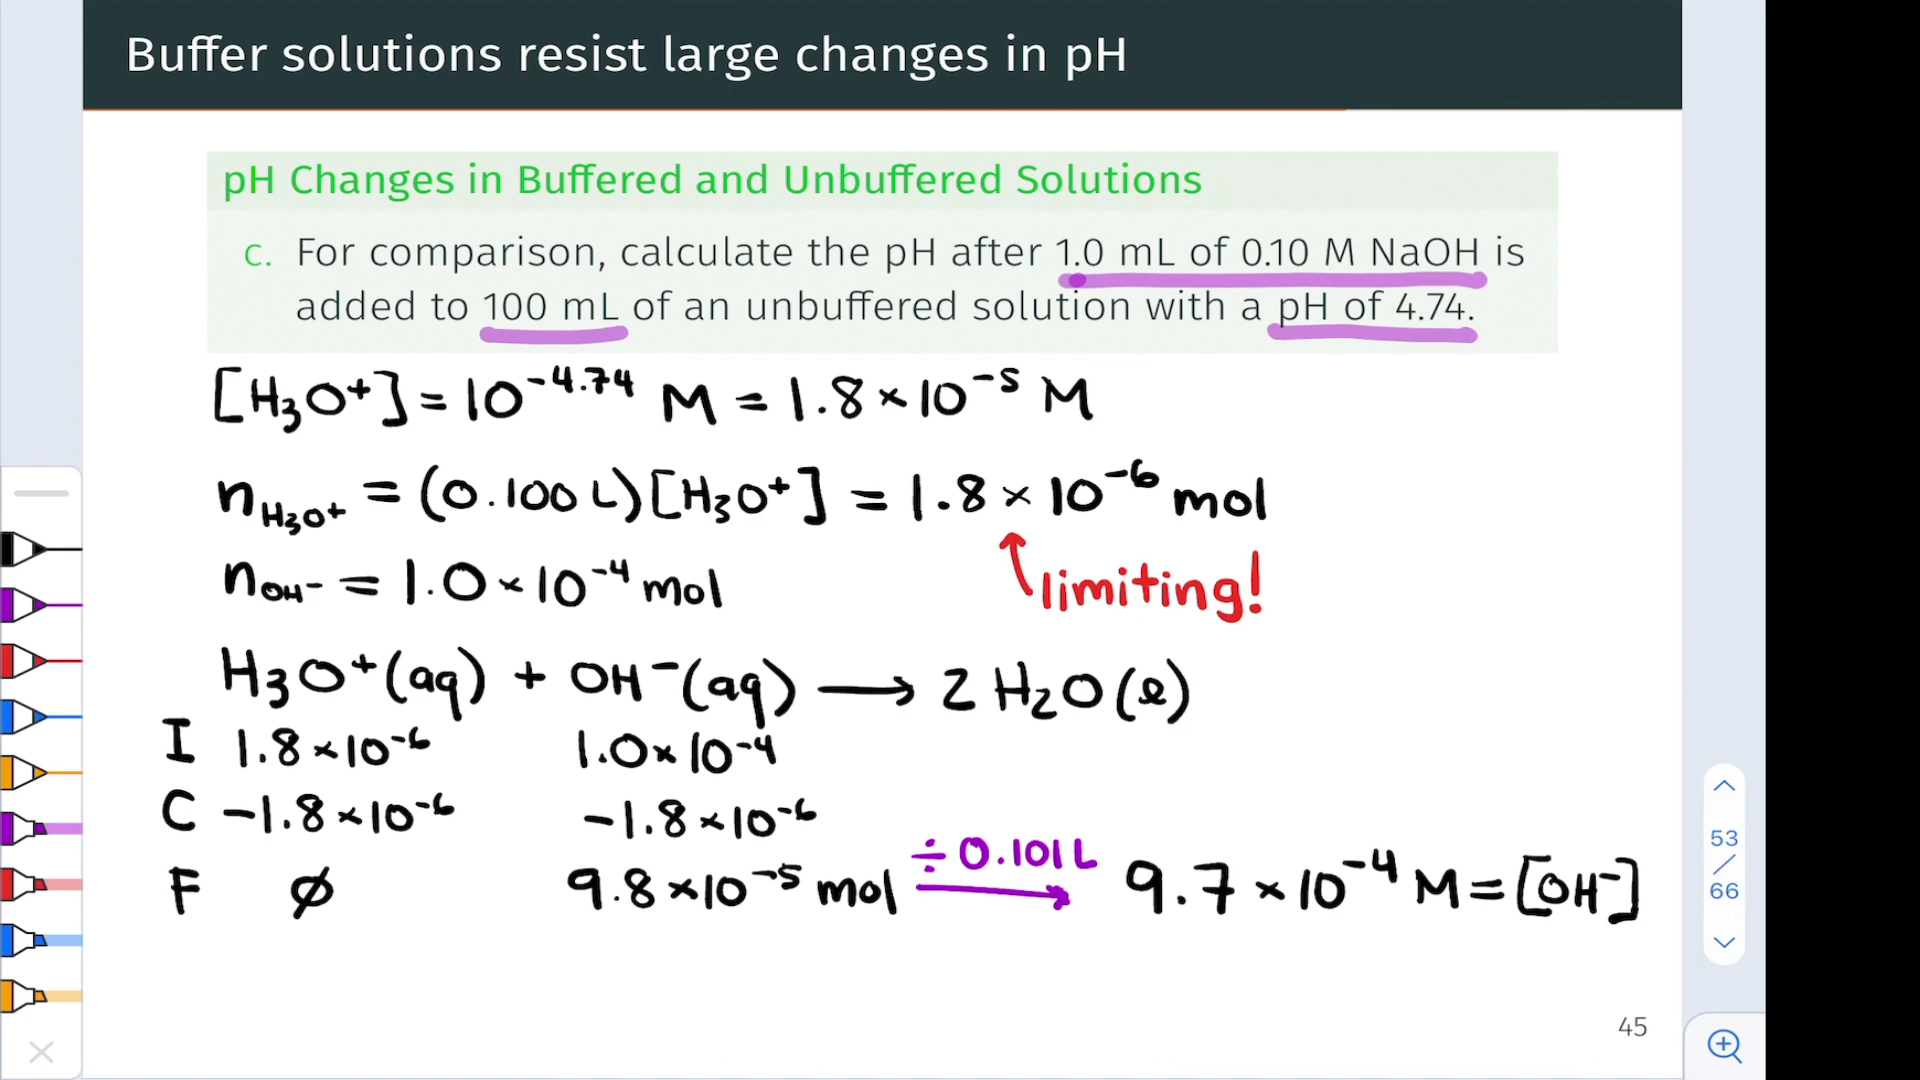 Buffer solutions resist large changes in pH
pH Changes in Buffered and Unbuffered Solutions
c. For comparison, calculate the pH after 1.0 mL of 0.10 M NaOH is
added to 100 mL of an unbuffered solution with a pH of 4.74.
[H₃O⁺] = 10⁻⁴·⁷⁴ M = 1.8 × 10⁻⁵ M
n_H₃O⁺ = (0.100 L)[H₃O⁺] = 1.8 × 10⁻⁶ mol
n_OH⁻ = 1.0 × 10⁻⁴ mol
limiting!
H₃O⁺(aq) + OH⁻(aq) → 2 H₂O(l)
I 1.8 × 10⁻⁶ 1.0 × 10⁻⁴
C −1.8 × 10⁻⁶ −1.8 × 10⁻⁶
÷ 0.101 L
F ∅ 9.8 × 10⁻⁵ mol → 9.7 × 10⁻⁴ M = [OH⁻]
53
/
66
45